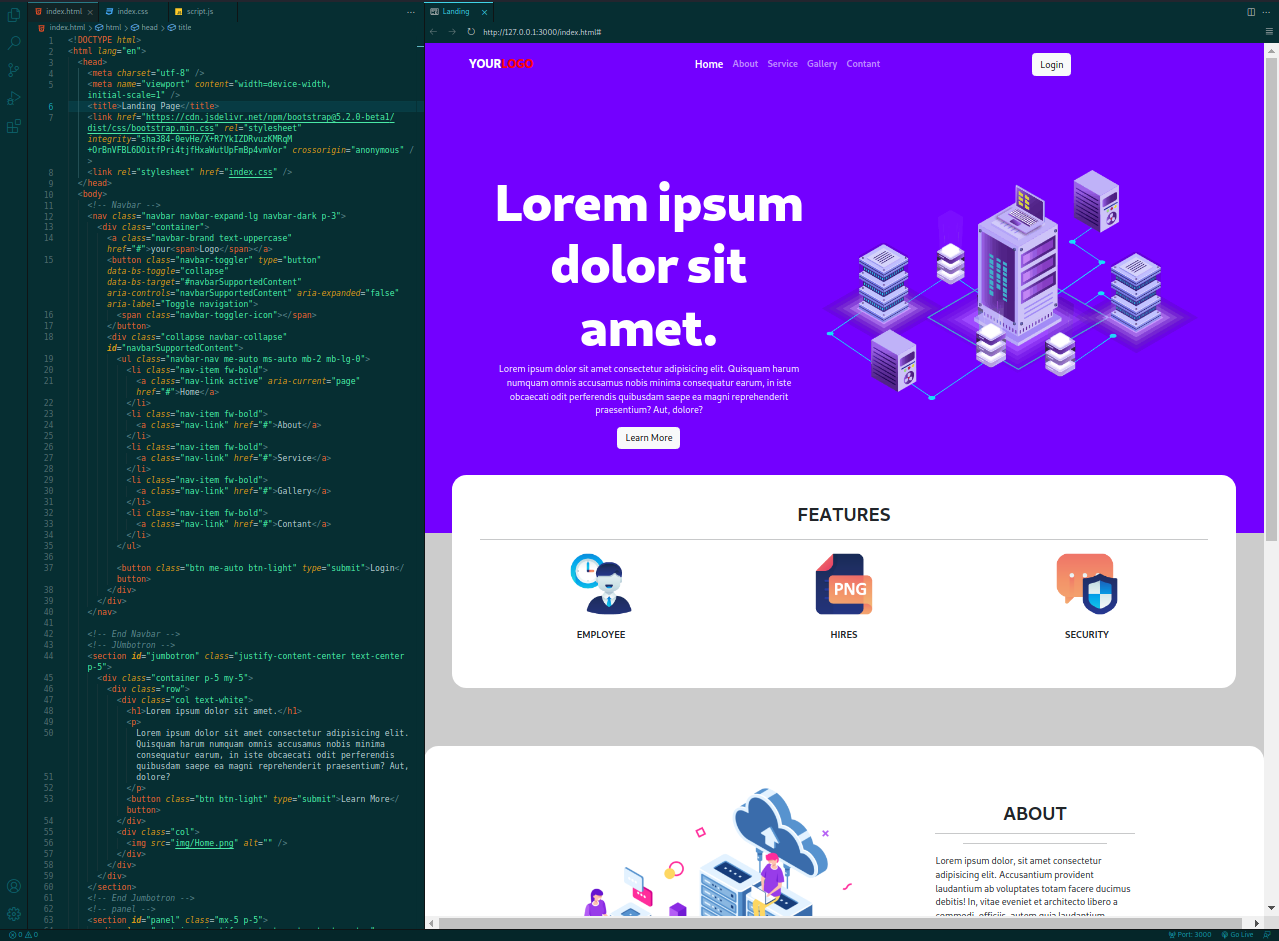 index.html
index.css
script.js
index.html > html > head > title
1 <!DOCTYPE html>
2 <html lang="en">
3 <head>
4 <meta charset="utf-8" />
5 <meta name="viewport" content="width=device-width,
initial-scale=1" />
6 <title>Landing Page</title>
7 <link href="https://cdn.jsdelivr.net/npm/bootstrap@5.2.0-beta1/
dist/css/bootstrap.min.css" rel="stylesheet"
integrity="sha384-0evHe/X+R7YkIZDRvuzKMRqM
+OrBnVFBL6DOitfPri4tjfHxaWutUpFmBp4vmVor" crossorigin="anonymous" /
>
8 <link rel="stylesheet" href="index.css" />
9 </head>
10 <body>
11 <!-- Navbar -->
12 <nav class="navbar navbar-expand-lg navbar-dark p-3">
13 <div class="container">
14 <a class="navbar-brand text-uppercase"
href="#">your<span>Logo</span></a>
15 <button class="navbar-toggler" type="button"
data-bs-toggle="collapse"
data-bs-target="#navbarSupportedContent"
aria-controls="navbarSupportedContent" aria-expanded="false"
aria-label="Toggle navigation">
16 <span class="navbar-toggler-icon"></span>
17 </button>
18 <div class="collapse navbar-collapse"
id="navbarSupportedContent">
19 <ul class="navbar-nav me-auto ms-auto mb-2 mb-lg-0">
20 <li class="nav-item fw-bold">
21 <a class="nav-link active" aria-current="page"
href="#">Home</a>
22 </li>
23 <li class="nav-item fw-bold">
24 <a class="nav-link" href="#">About</a>
25 </li>
26 <li class="nav-item fw-bold">
27 <a class="nav-link" href="#">Service</a>
28 </li>
29 <li class="nav-item fw-bold">
30 <a class="nav-link" href="#">Gallery</a>
31 </li>
32 <li class="nav-item fw-bold">
33 <a class="nav-link" href="#">Contant</a>
34 </li>
35 </ul>
36
37 <button class="btn me-auto btn-light" type="submit">Login</
button>
38 </div>
39 </div>
40 </nav>
41
42 <!-- End Navbar -->
43 <!-- JUmbotron -->
44 <section id="jumbotron" class="justify-content-center text-center
p-5">
45 <div class="container p-5 my-5">
46 <div class="row">
47 <div class="col text-white">
48 <h1>Lorem ipsum dolor sit amet.</h1>
49 <p>
50 Lorem ipsum dolor sit amet consectetur adipisicing elit.
Quisquam harum numquam omnis accusamus nobis minima
consequatur earum, in iste obcaecati odit perferendis
quibusdam saepe ea magni reprehenderit praesentium? Aut,
51 dolore?
52 </p>
53 <button class="btn btn-light" type="submit">Learn More</
button>
54 </div>
55 <div class="col">
56 <img src="img/Home.png" alt="" />
57 </div>
58 </div>
59 </div>
60 </section>
61 <!-- End Jumbotron -->
62 <!-- panel -->
63 <section id="panel" class="mx-5 p-5">
0 0
Landing
http://127.0.0.1:3000/index.html#
YOURLOGO
Home About Service Gallery Contant
Login
Lorem ipsum
dolor sit
amet.
Lorem ipsum dolor sit amet consectetur adipisicing elit. Quisquam harum
numquam omnis accusamus nobis minima consequatur earum, in iste
obcaecati odit perferendis quibusdam saepe ea magni reprehenderit
praesentium? Aut, dolore?
Learn More
FEATURES
PNG
EMPLOYEE
HIRES
SECURITY
ABOUT
Lorem ipsum dolor, sit amet consectetur
adipisicing elit. Accusantium provident
laudantium ab voluptates totam facere ducimus
debitis! In, vitae eveniet et architecto libero a
Port: 3000
Go Live